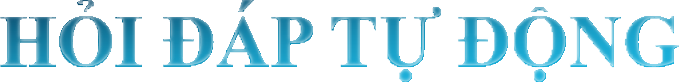 HỎI ĐÁP TỰ ĐỘNG